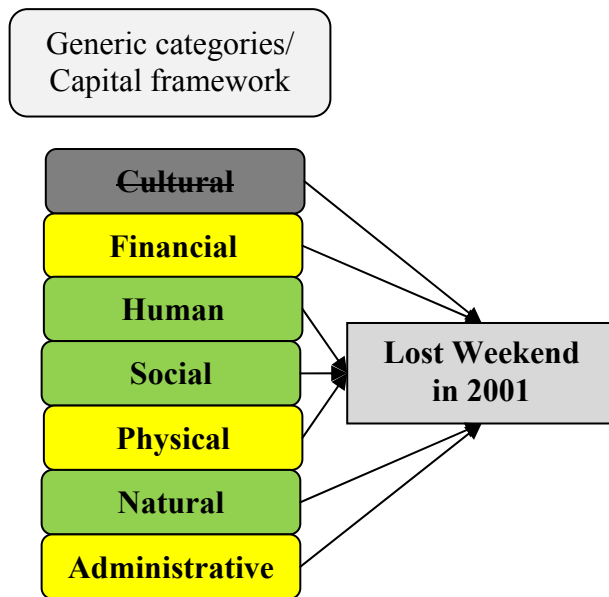 Generic categories/
Capital framework
Cultural
Financial
Human
Social
Physical
Natural
Administrative
Lost Weekend
in 2001